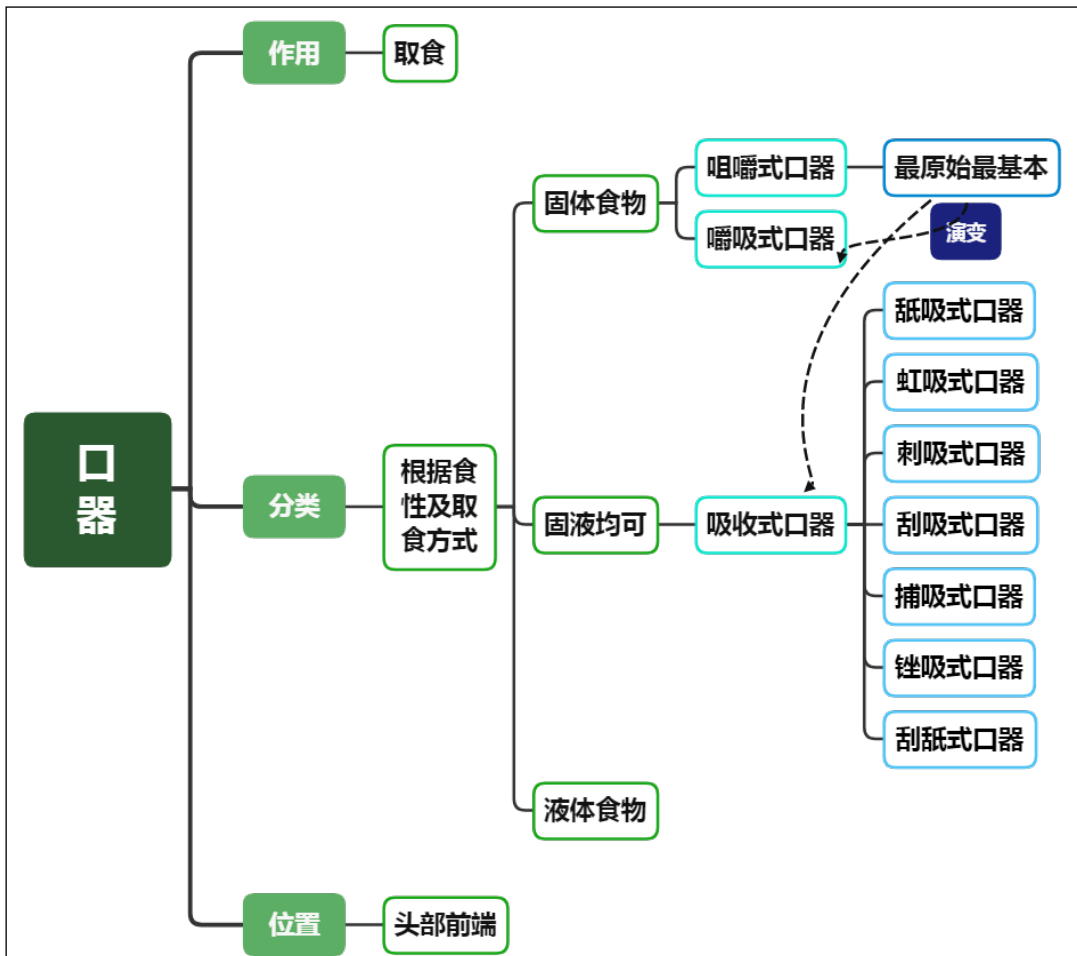 口
器
作用
取食
分类
根据食
性及取
食方式
固体食物
咀嚼式口器
最原始最基本
嚼吸式口器
演变
固液均可
吸收式口器
舐吸式口器
虹吸式口器
刺吸式口器
刮吸式口器
捕吸式口器
锉吸式口器
刮舐式口器
液体食物
位置
头部前端